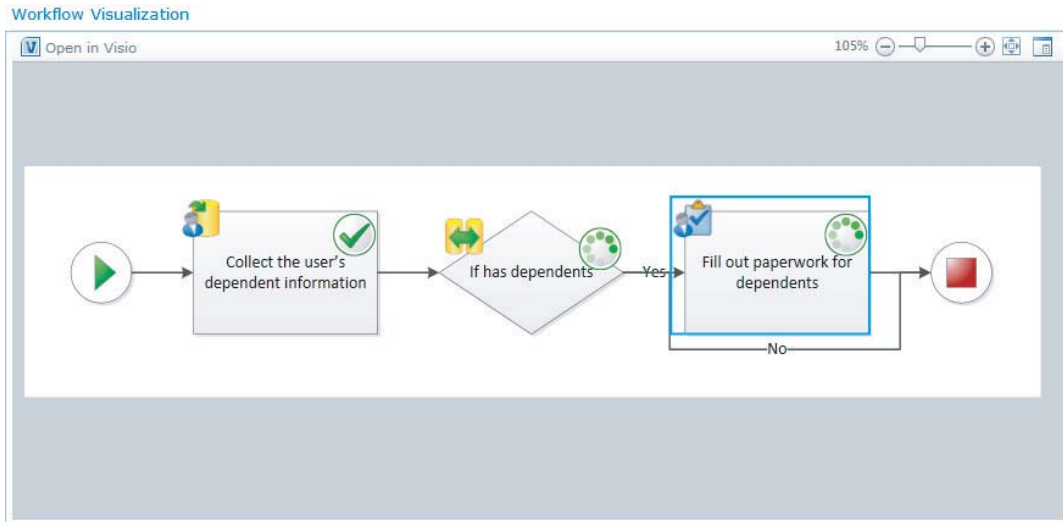 Workflow Visualization
V Open in Visio
105%
Collect the user's
dependent information
If has dependents
Yes
Fill out paperwork for
dependents
No